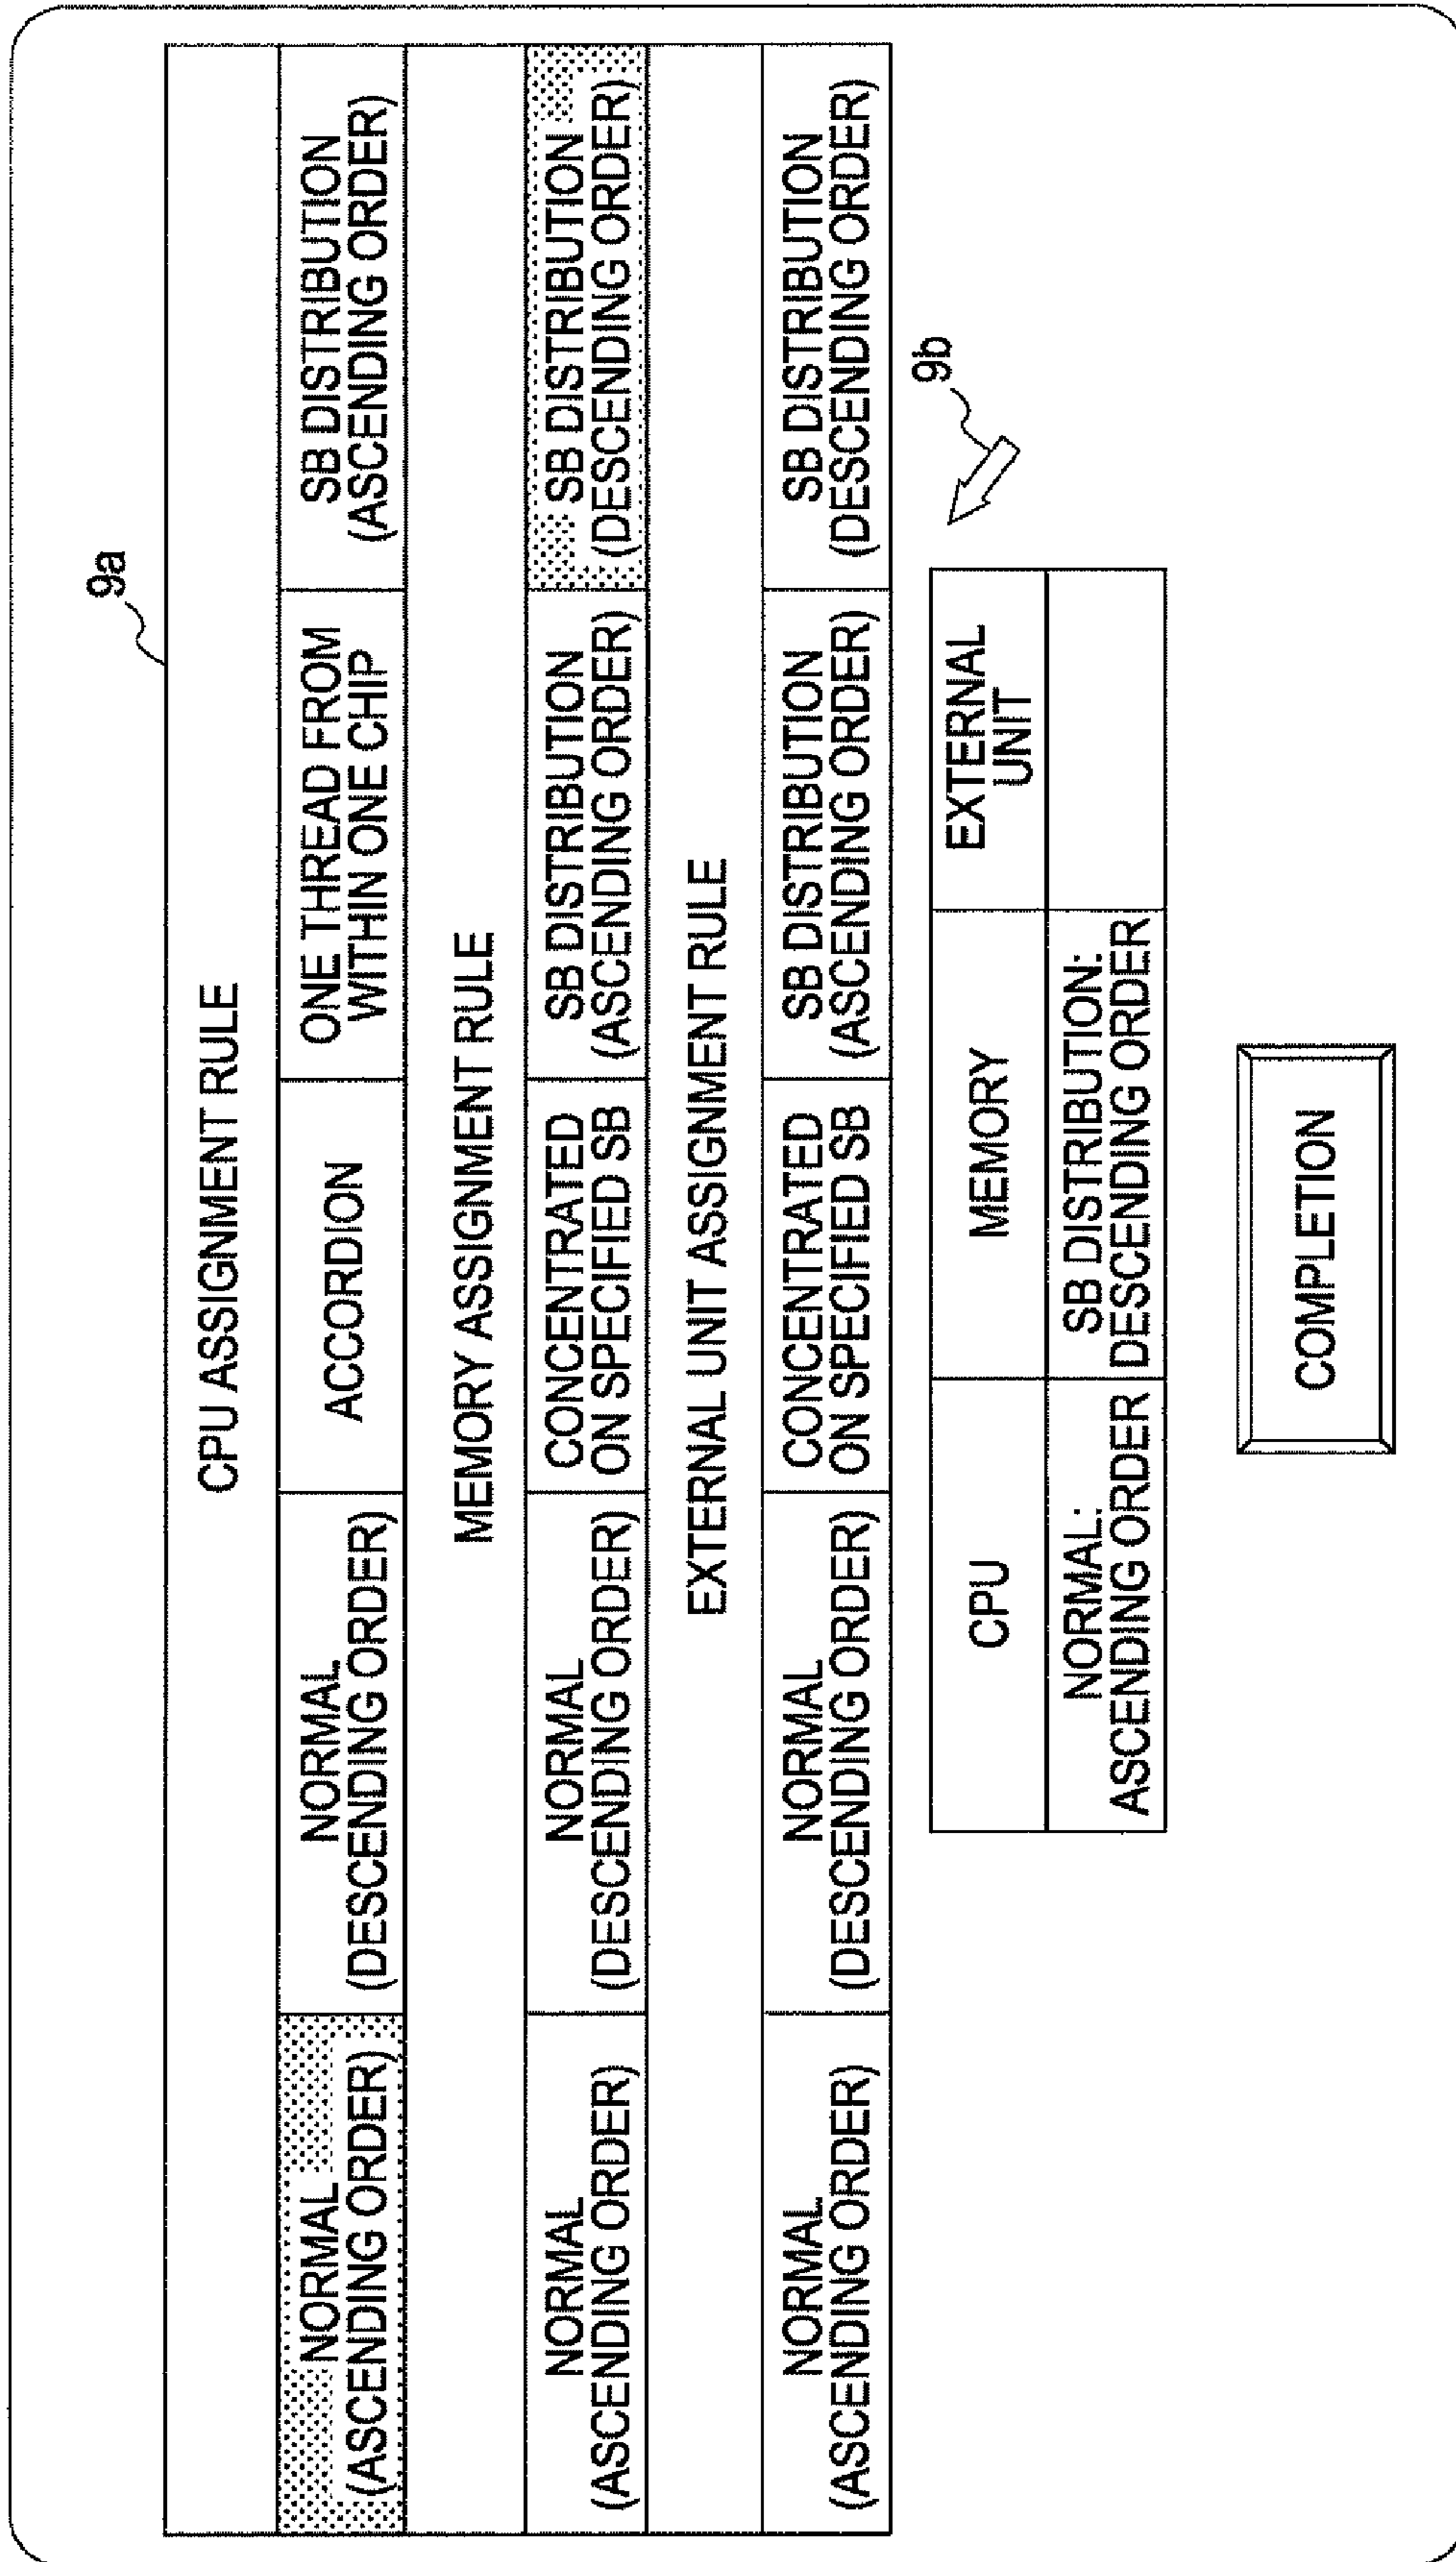 9a
CPU ASSIGNMENT RULE
NORMAL
(ASCENDING ORDER)
NORMAL
(DESCENDING ORDER)
ACCORDION
ONE THREAD FROM
WITHIN ONE CHIP
SB DISTRIBUTION
(ASCENDING ORDER)
MEMORY ASSIGNMENT RULE
NORMAL
(ASCENDING ORDER)
NORMAL
(DESCENDING ORDER)
CONCENTRATED
ON SPECIFIED SB
SB DISTRIBUTION
(ASCENDING ORDER)
SB DISTRIBUTION
(DESCENDING ORDER)
EXTERNAL UNIT ASSIGNMENT RULE
NORMAL
(ASCENDING ORDER)
NORMAL
(DESCENDING ORDER)
CONCENTRATED
ON SPECIFIED SB
SB DISTRIBUTION
(ASCENDING ORDER)
SB DISTRIBUTION
(DESCENDING ORDER)
9b
CPU
MEMORY
EXTERNAL
UNIT
NORMAL:
ASCENDING ORDER
SB DISTRIBUTION:
DESCENDING ORDER
COMPLETION